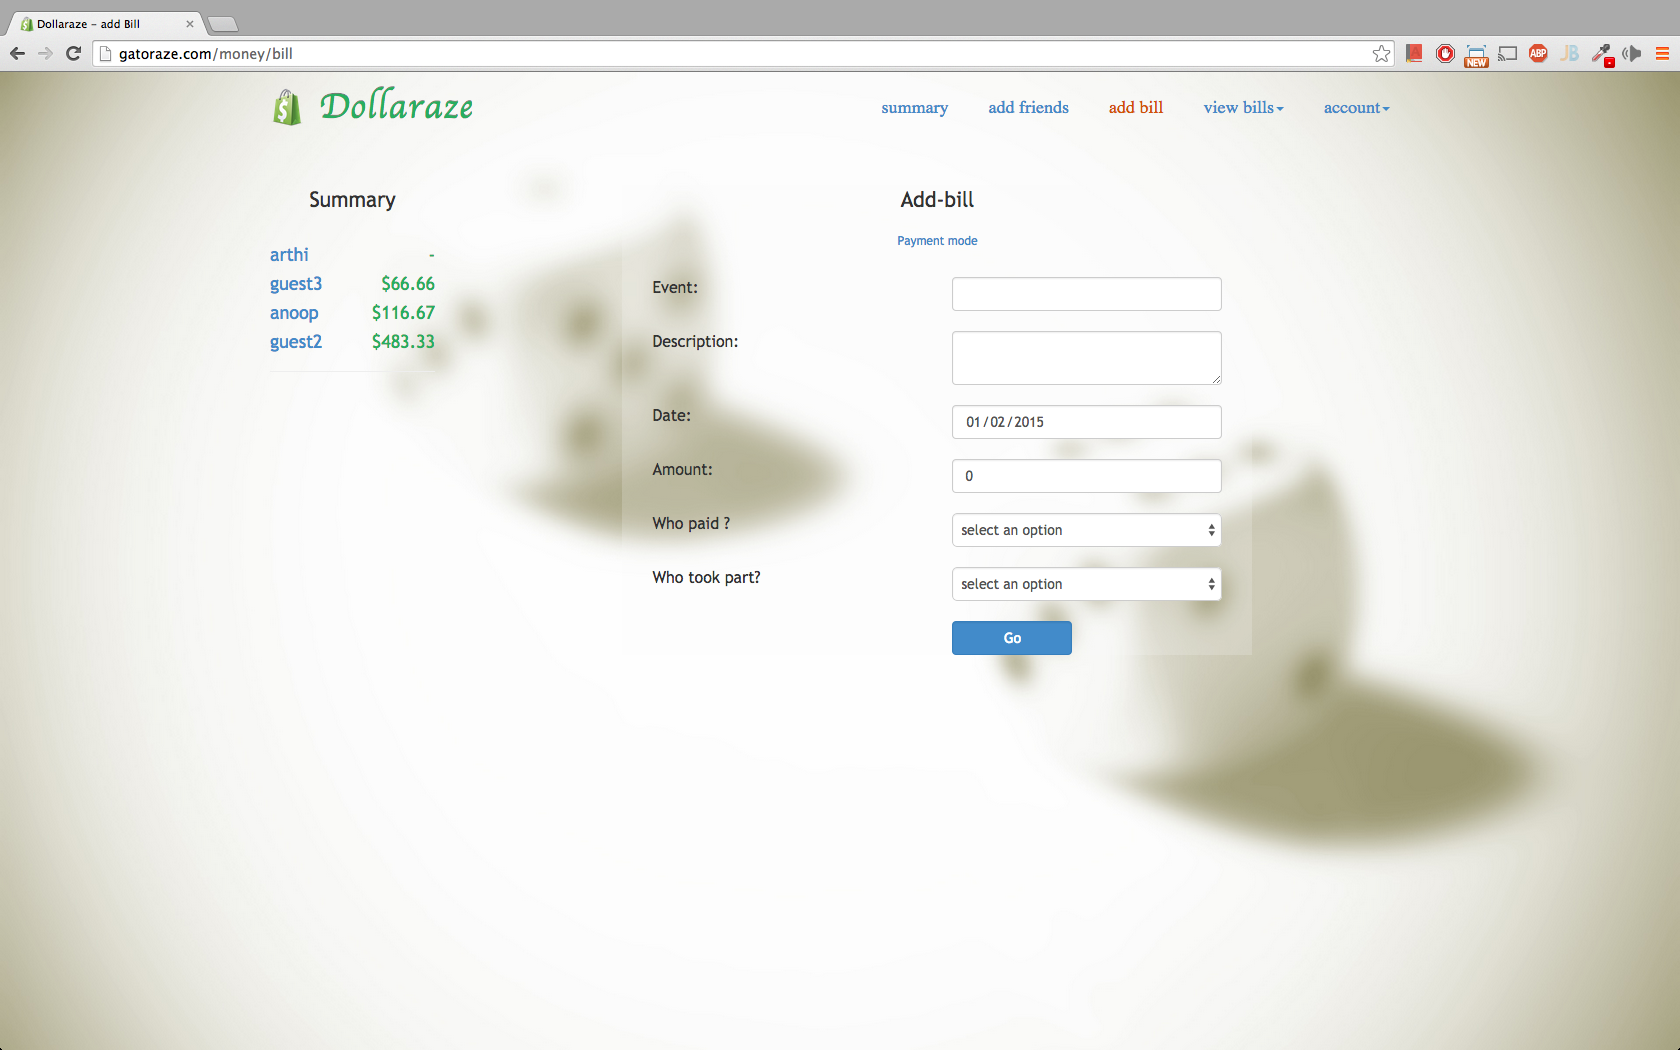 Dollaraze - add Bill
gatoraze.com/money/bill
NEW
ABP
JB
Dollaraze
summary
add friends
add bill
view bills
account
Summary
arthi -
guest3 $66.66
anoop $116.67
guest2 $483.33
Add-bill
Payment mode
Event:
Description:
Date: 01/02/2015
Amount: 0
Who paid ? select an option
Who took part? select an option
Go